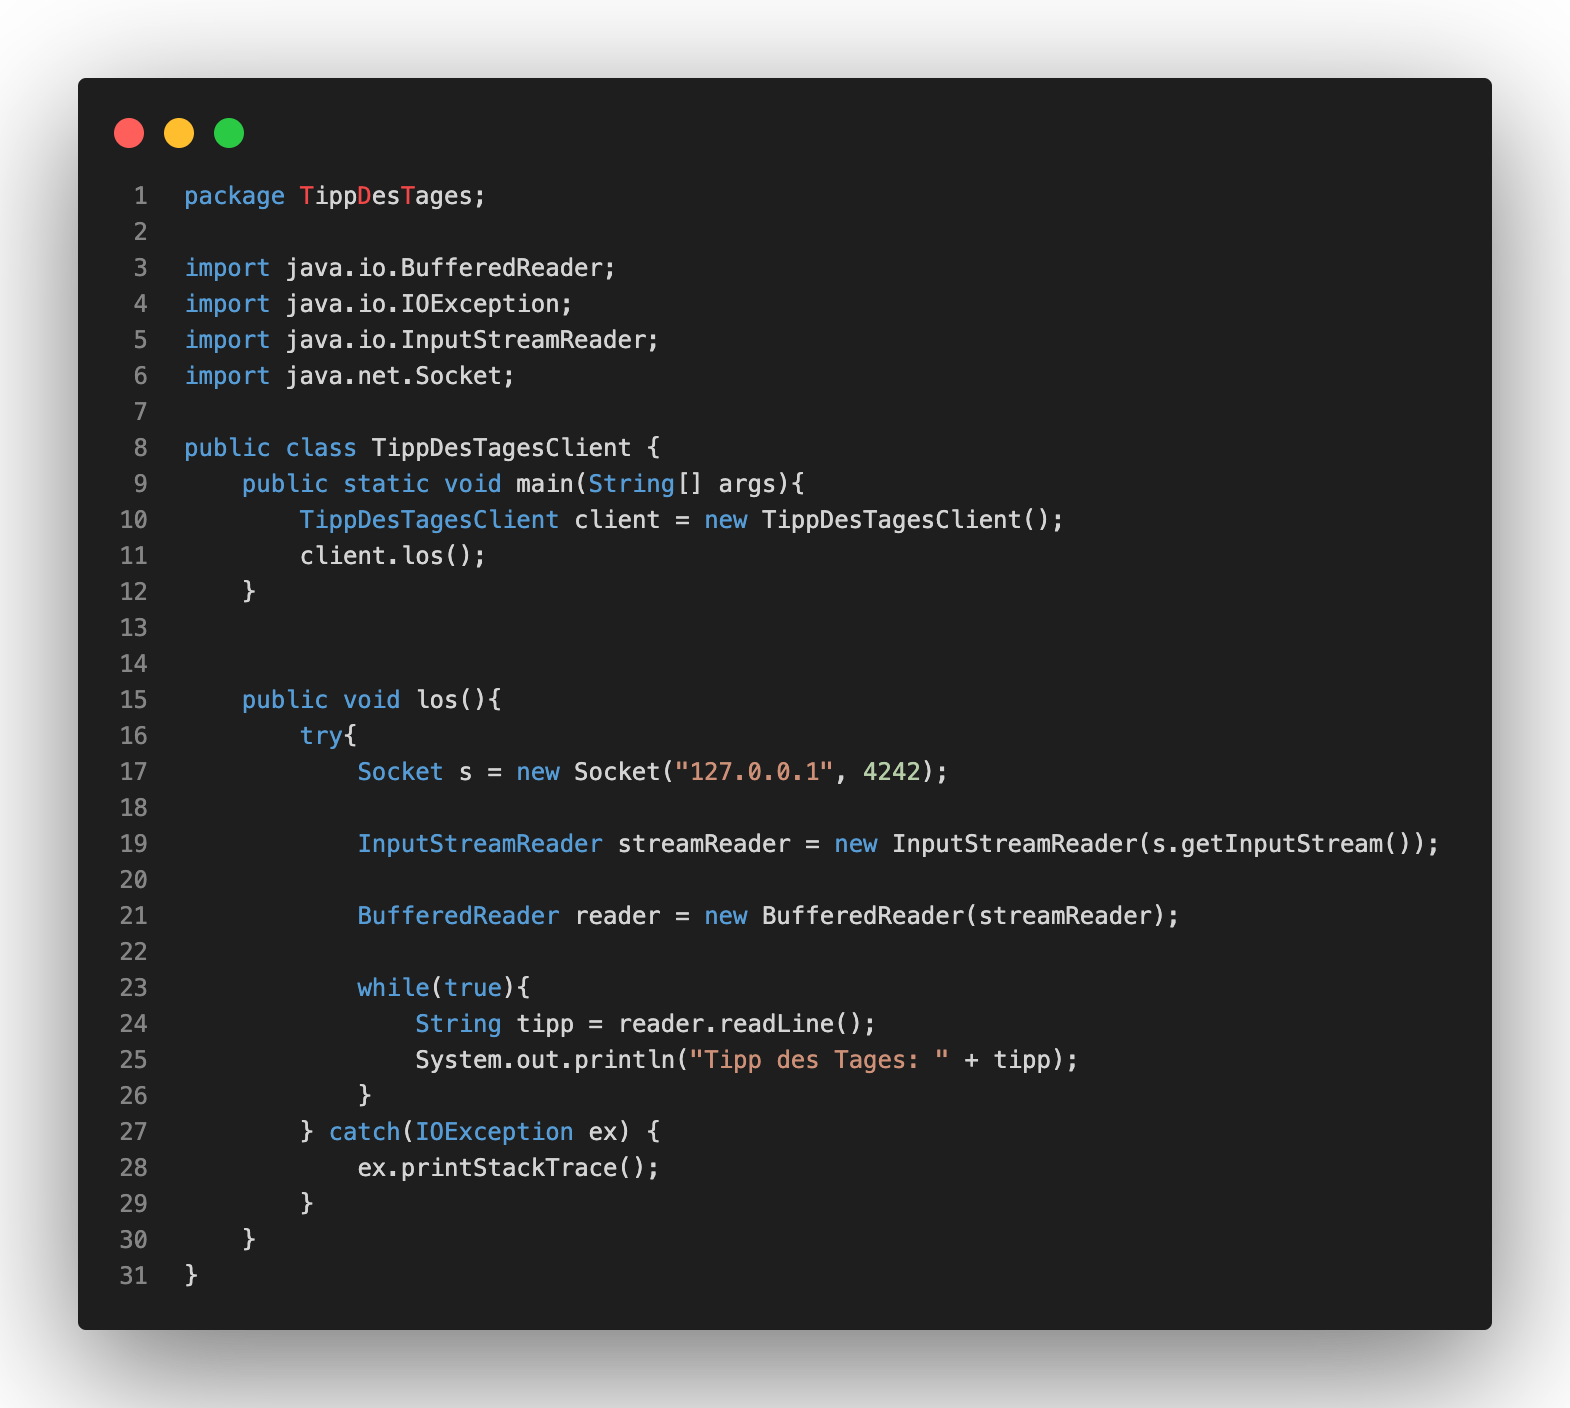 1 package TippDesTages;
2
3 import java.io.BufferedReader;
4 import java.io.IOException;
5 import java.io.InputStreamReader;
6 import java.net.Socket;
7
8 public class TippDesTagesClient {
9     public static void main(String[] args){
10         TippDesTagesClient client = new TippDesTagesClient();
11         client.los();
12     }
13
14
15     public void los(){
16         try{
17             Socket s = new Socket("127.0.0.1", 4242);
18
19             InputStreamReader streamReader = new InputStreamReader(s.getInputStream());
20
21             BufferedReader reader = new BufferedReader(streamReader);
22
23             while(true){
24                 String tipp = reader.readLine();
25                 System.out.println("Tipp des Tages: " + tipp);
26             }
27         } catch(IOException ex) {
28             ex.printStackTrace();
29         }
30     }
31 }